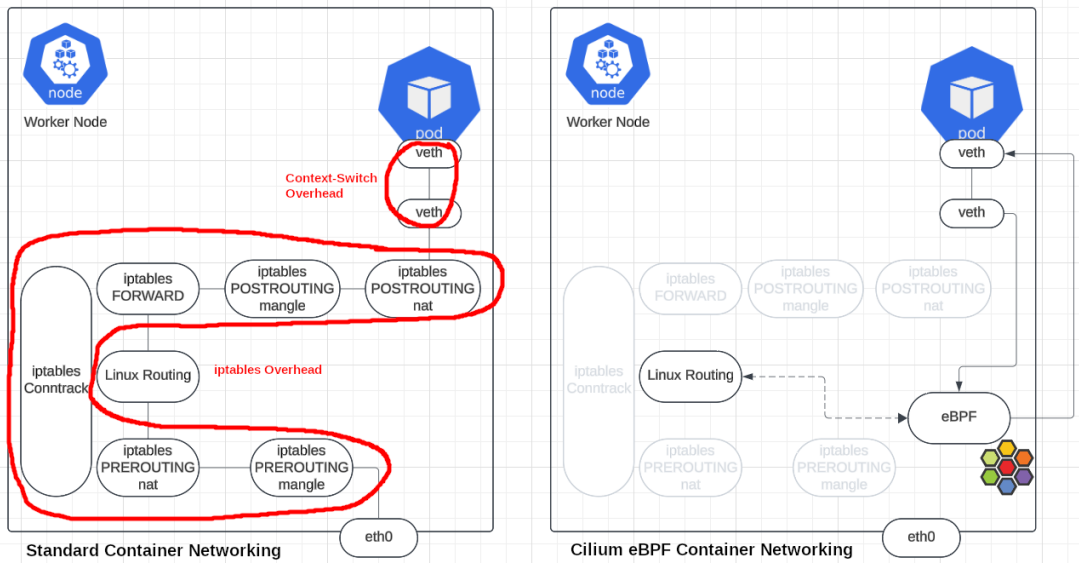 node
Worker Node
pod
veth
Context-Switch
Overhead
veth
iptables
FORWARD
iptables
POSTROUTING
mangle
iptables
POSTROUTING
nat
iptables
Conntrack
Linux Routing
iptables Overhead
iptables
PREROUTING
nat
iptables
PREROUTING
mangle
eth0
Standard Container Networking
node
Worker Node
pod
veth
veth
iptables
FORWARD
iptables
POSTROUTING
mangle
iptables
POSTROUTING
nat
iptables
Conntrack
Linux Routing
eBPF
iptables
PREROUTING
nat
iptables
PREROUTING
mangle
eth0
Cilium eBPF Container Networking